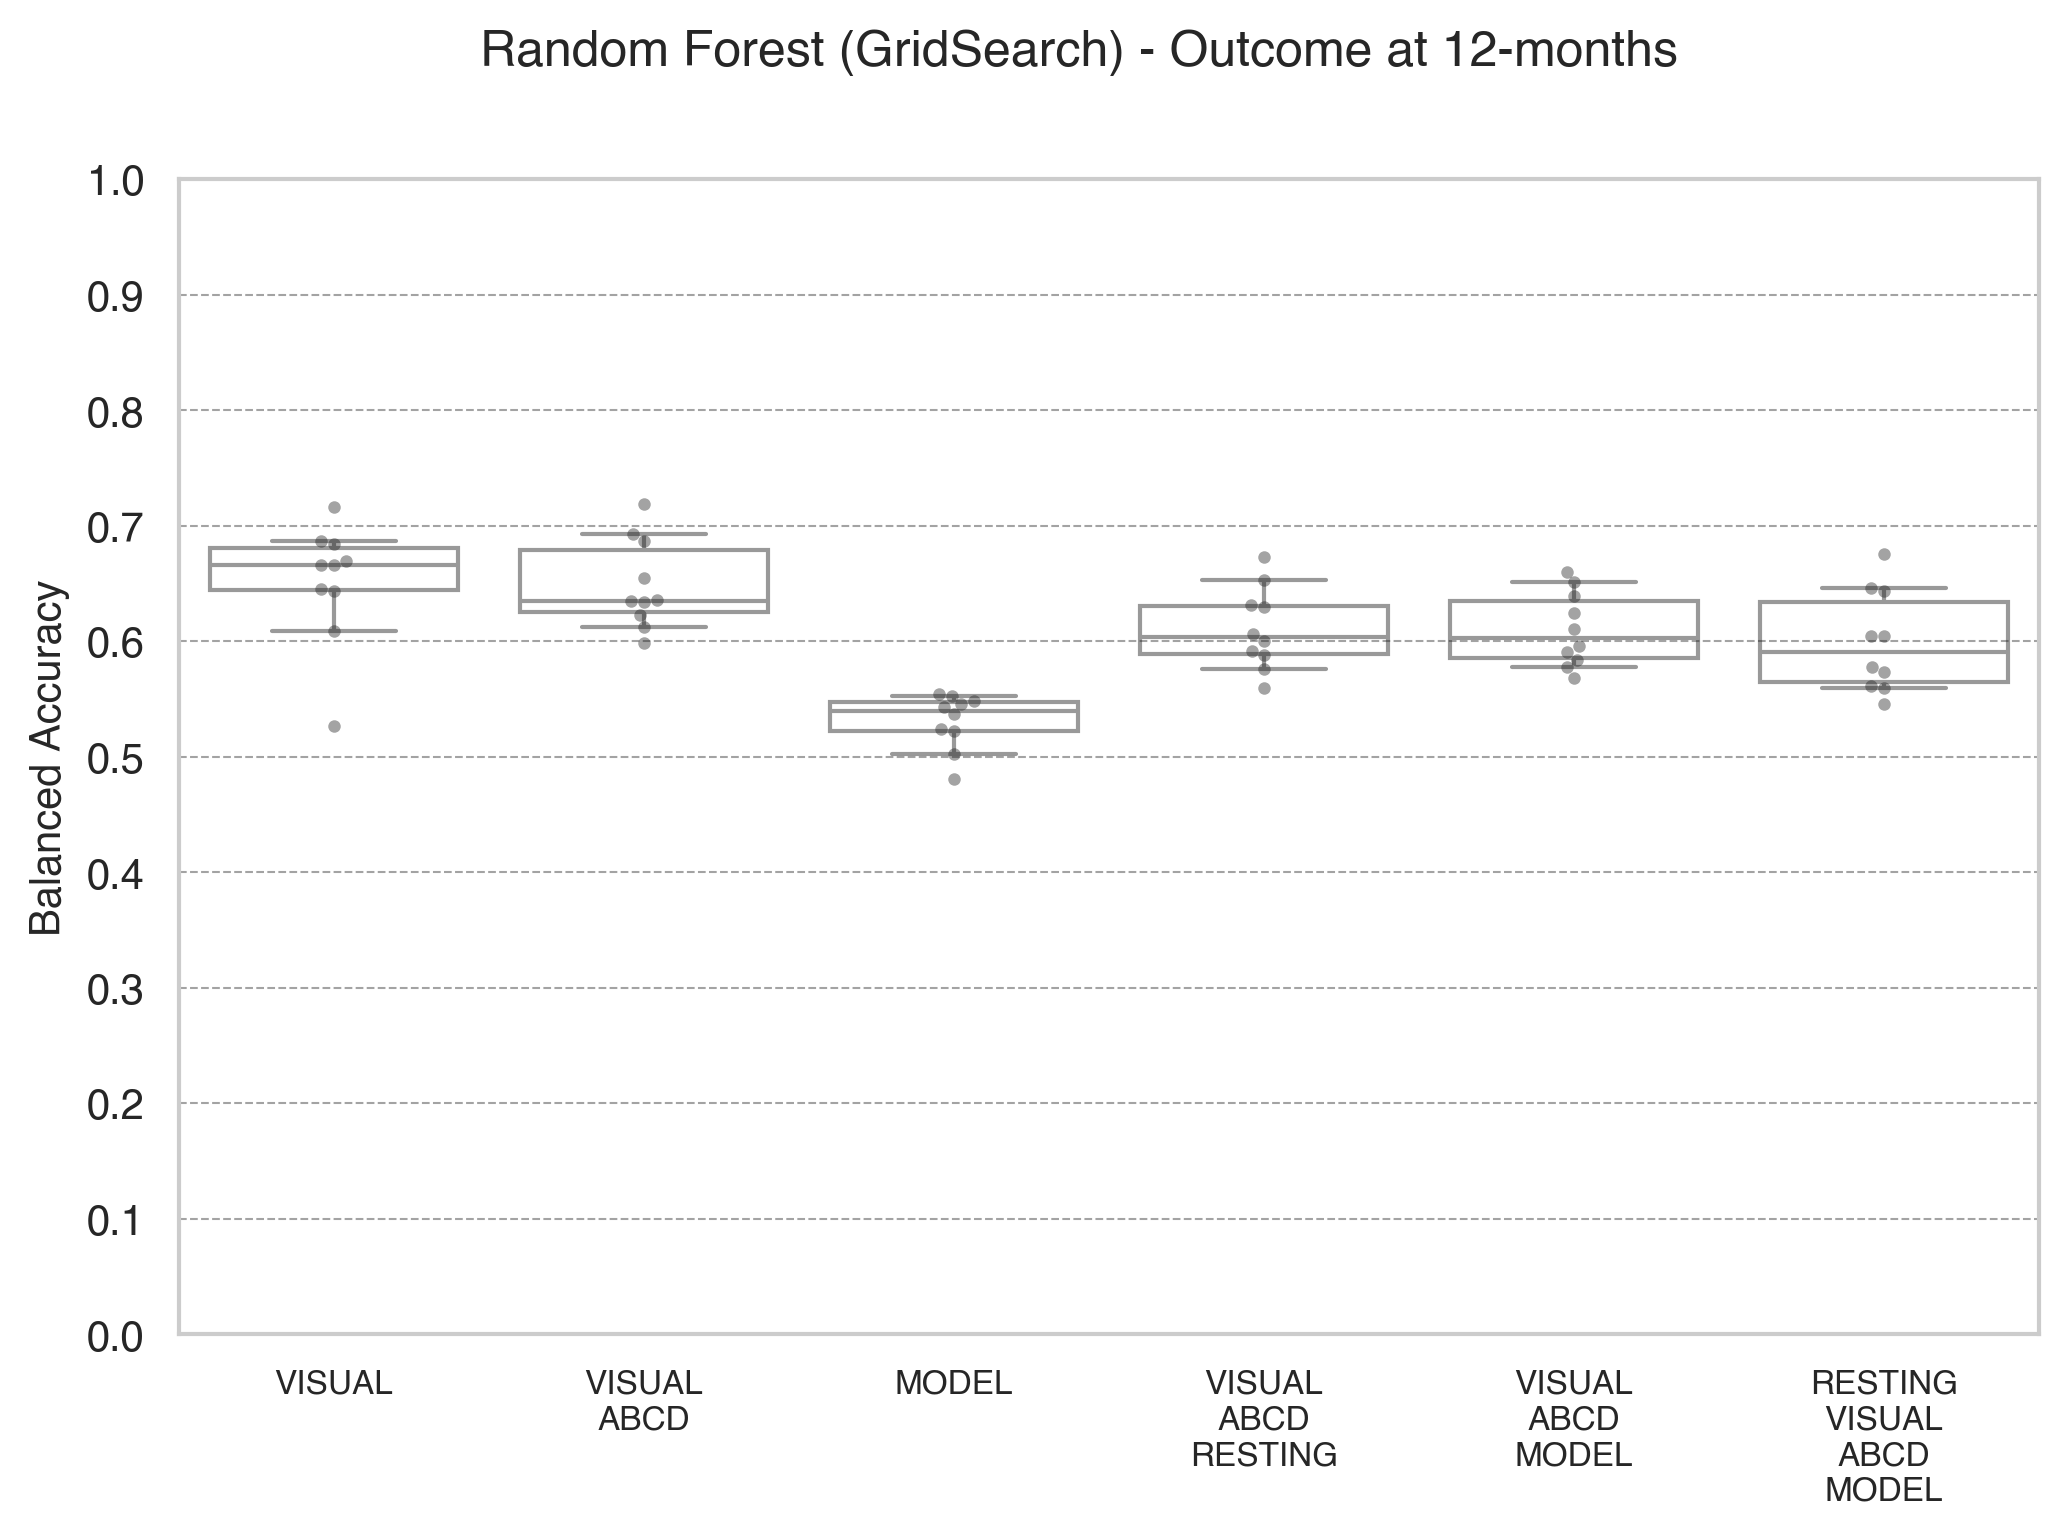 Random Forest (GridSearch) - Outcome at 12-months
1.0
0.9
0.8
0.7
0.6
0.5
0.4
0.3
0.2
0.1
0.0
Balanced Accuracy
VISUAL
VISUAL
ABCD
MODEL
VISUAL
ABCD
RESTING
VISUAL
ABCD
MODEL
RESTING
VISUAL
ABCD
MODEL